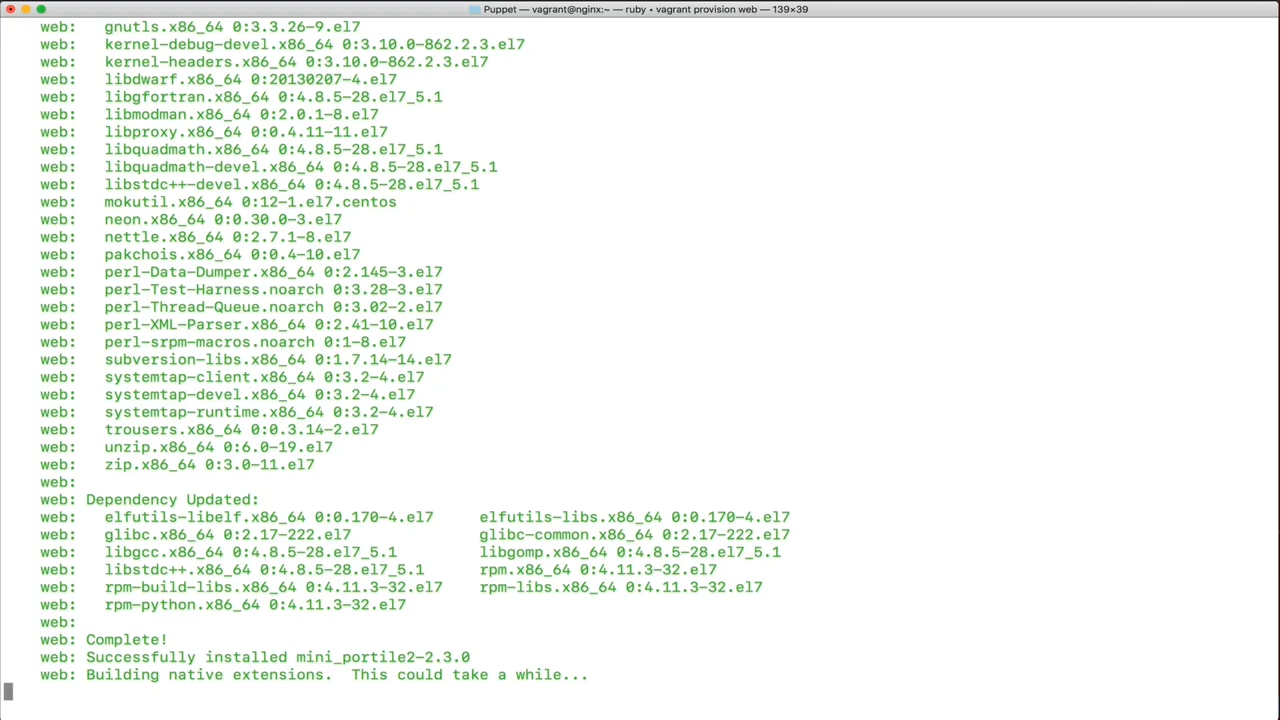 Puppet — vagrant@nginx:~ — ruby • vagrant provision web — 139×39
web:   gnutls.x86_64 0:3.3.26-9.el7
web:   kernel-debug-devel.x86_64 0:3.10.0-862.2.3.el7
web:   kernel-headers.x86_64 0:3.10.0-862.2.3.el7
web:   libdwarf.x86_64 0:20130207-4.el7
web:   libgfortran.x86_64 0:4.8.5-28.el7_5.1
web:   libmodman.x86_64 0:2.0.1-8.el7
web:   libproxy.x86_64 0:0.4.11-11.el7
web:   libquadmath.x86_64 0:4.8.5-28.el7_5.1
web:   libquadmath-devel.x86_64 0:4.8.5-28.el7_5.1
web:   libstdc++-devel.x86_64 0:4.8.5-28.el7_5.1
web:   mokutil.x86_64 0:12-1.el7.centos
web:   neon.x86_64 0:0.30.0-3.el7
web:   nettle.x86_64 0:2.7.1-8.el7
web:   pakchois.x86_64 0:0.4-10.el7
web:   perl-Data-Dumper.x86_64 0:2.145-3.el7
web:   perl-Test-Harness.noarch 0:3.28-3.el7
web:   perl-Thread-Queue.noarch 0:3.02-2.el7
web:   perl-XML-Parser.x86_64 0:2.41-10.el7
web:   perl-srpm-macros.noarch 0:1-8.el7
web:   subversion-libs.x86_64 0:1.7.14-14.el7
web:   systemtap-client.x86_64 0:3.2-4.el7
web:   systemtap-devel.x86_64 0:3.2-4.el7
web:   systemtap-runtime.x86_64 0:3.2-4.el7
web:   trousers.x86_64 0:0.3.14-2.el7
web:   unzip.x86_64 0:6.0-19.el7
web:   zip.x86_64 0:3.0-11.el7
web:
web: Dependency Updated:
web:   elfutils-libelf.x86_64 0:0.170-4.el7     elfutils-libs.x86_64 0:0.170-4.el7
web:   glibc.x86_64 0:2.17-222.el7              glibc-common.x86_64 0:2.17-222.el7
web:   libgcc.x86_64 0:4.8.5-28.el7_5.1         libgomp.x86_64 0:4.8.5-28.el7_5.1
web:   libstdc++.x86_64 0:4.8.5-28.el7_5.1      rpm.x86_64 0:4.11.3-32.el7
web:   rpm-build-libs.x86_64 0:4.11.3-32.el7    rpm-libs.x86_64 0:4.11.3-32.el7
web:   rpm-python.x86_64 0:4.11.3-32.el7
web:
web: Complete!
web: Successfully installed mini_portile2-2.3.0
web: Building native extensions.  This could take a while...